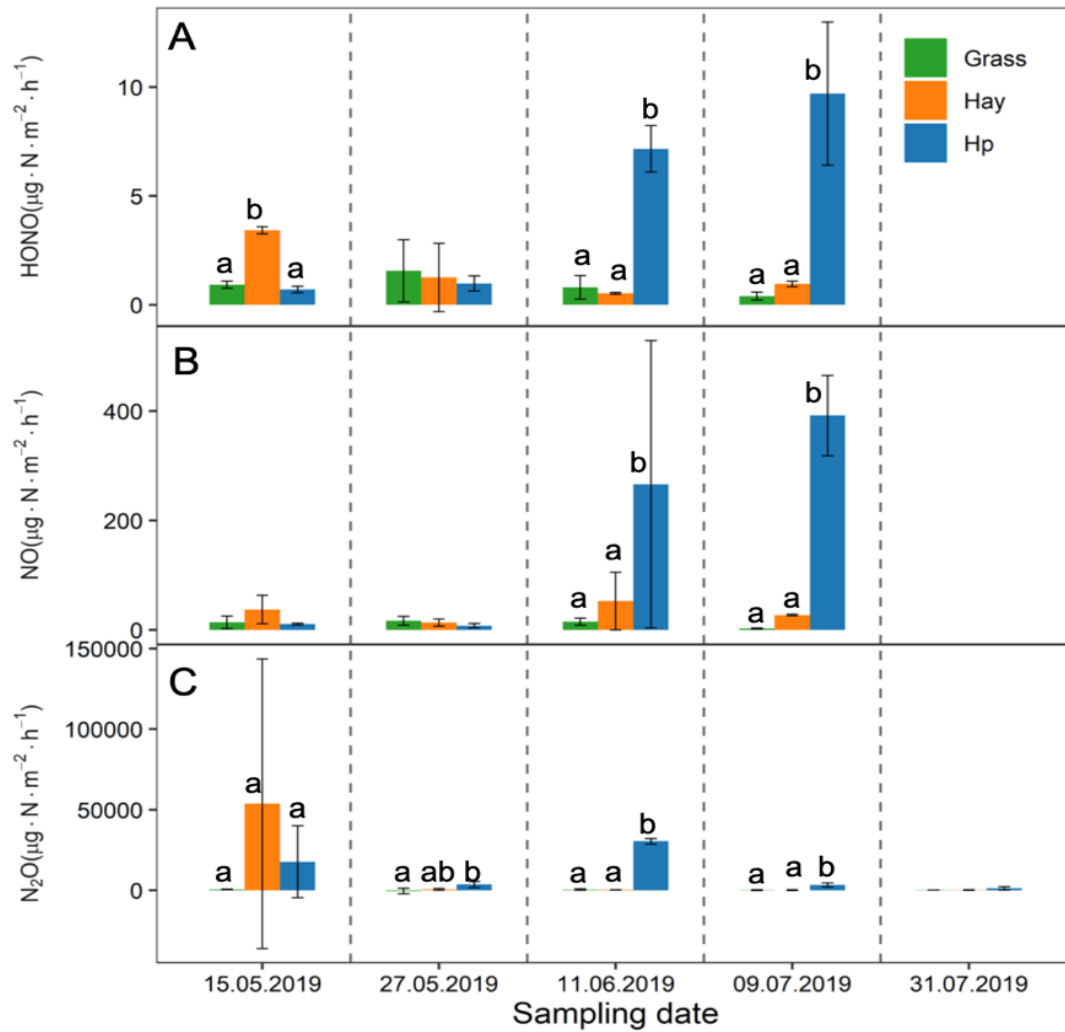 A
HONO(μg·N·m⁻²·h⁻¹)
10
5
0
a b a
a a b
a a b
Grass
Hay
Hp
B
NO(μg·N·m⁻²·h⁻¹)
400
200
0
a a b
a a b
C
N₂O(μg·N·m⁻²·h⁻¹)
150000
100000
50000
0
a a a
a ab b
a a b
a a b
15.05.2019 27.05.2019 11.06.2019 09.07.2019 31.07.2019
Sampling date